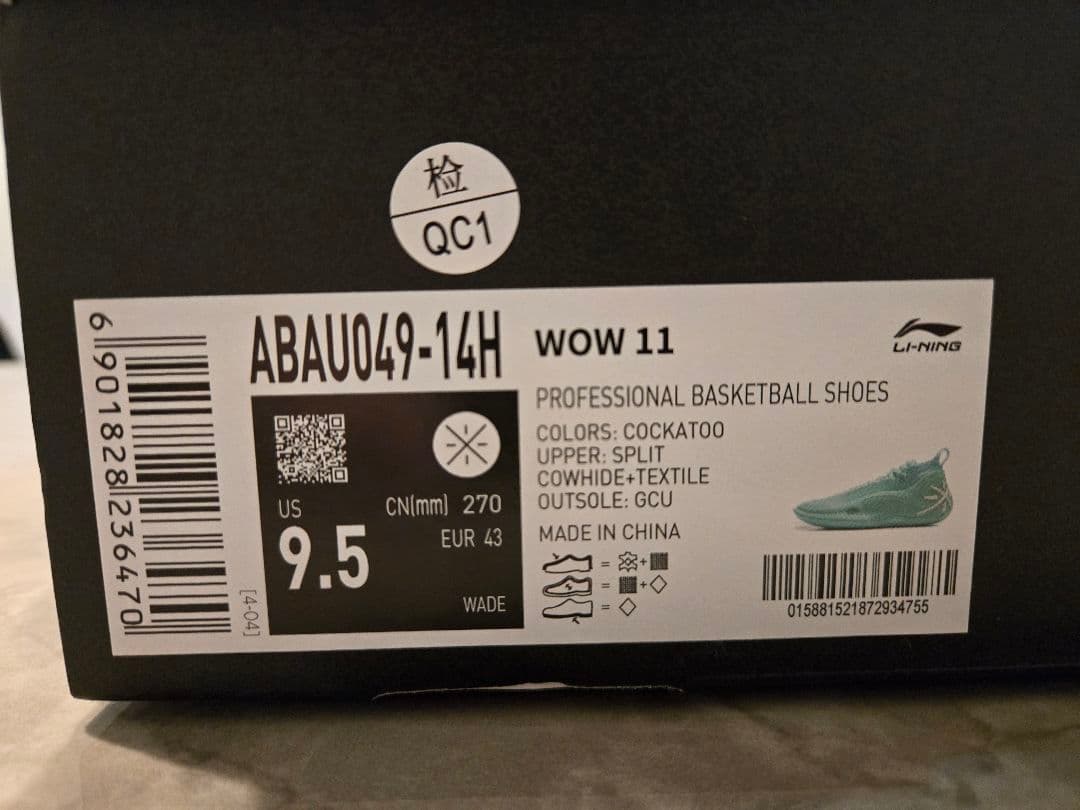 检
QC1
6 901828 236470
[4-04]
ABAU049-14H
US
9.5
CN(mm) 270
EUR 43
WADE
WOW 11
LI-NING
PROFESSIONAL BASKETBALL SHOES
COLORS: COCKATOO
UPPER: SPLIT
COWHIDE+TEXTILE
OUTSOLE: GCU
MADE IN CHINA
015881521872934755